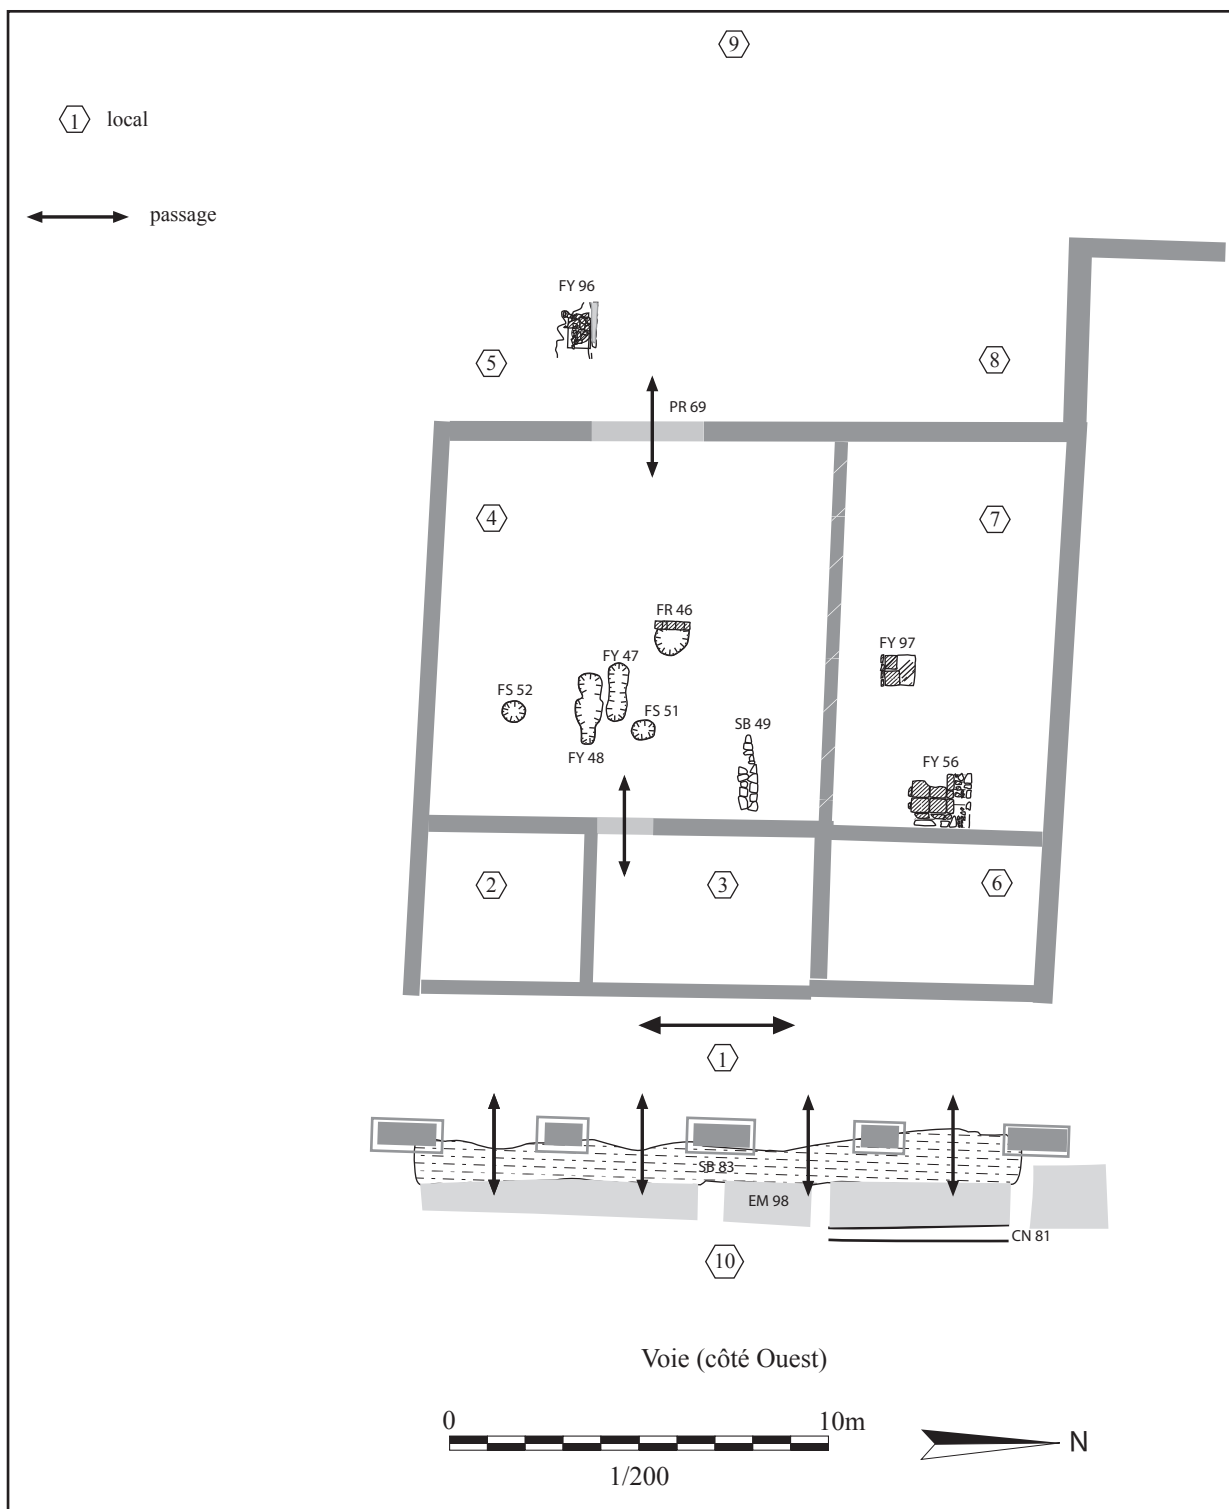 9
1 local
passage
FY 96
5
8
PR 69
4
7
FR 46
FY 47
FY 97
FS 52
FS 51
SB 49
FY 48
FY 56
2
3
6
1
SB 83
EM 98
CN 81
10
Voie (côté Ouest)
0 10m
N
1/200